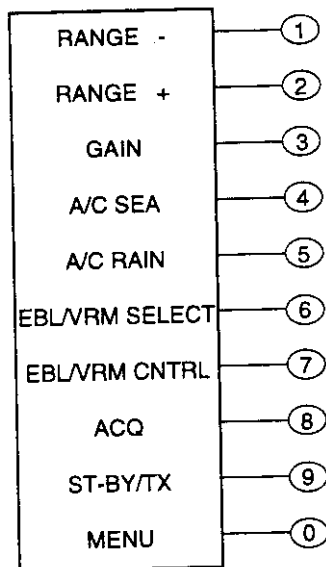 RANGE - 1
RANGE + 2
GAIN 3
A/C SEA 4
A/C RAIN 5
EBL/VRM SELECT 6
EBL/VRM CNTRL 7
ACQ 8
ST-BY/TX 9
MENU 0